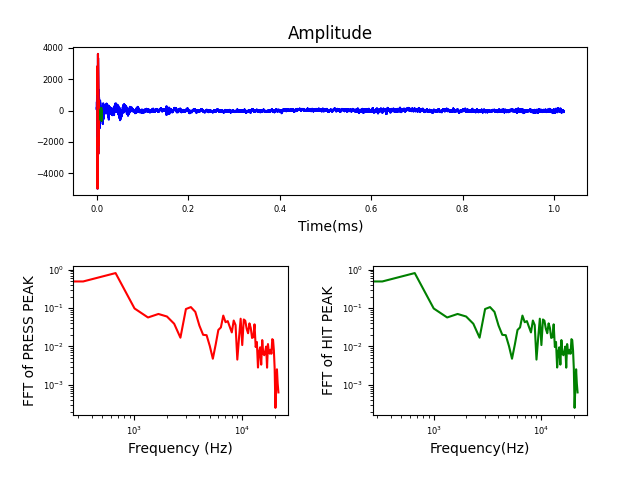 Amplitude
4000
2000
0
−2000
−4000
0.0 0.2 0.4 0.6 0.8 1.0
Time(ms)
FFT of PRESS PEAK
10⁰
10⁻¹
10⁻²
10⁻³
10³ 10⁴
Frequency (Hz)
FFT of HIT PEAK
10⁰
10⁻¹
10⁻²
10⁻³
10³ 10⁴
Frequency(Hz)